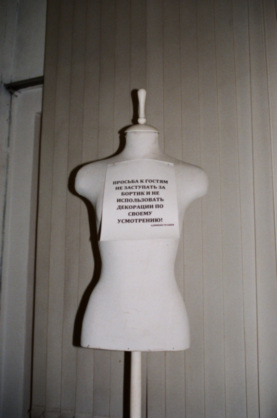 ПРОСЬБА К ГОСТЯМ
НЕ ЗАСТУПАТЬ ЗА
БОРТИК И НЕ
ИСПОЛЬЗОВАТЬ
ДЕКОРАЦИИ ПО
СВОЕМУ
УСМОТРЕНИЮ!